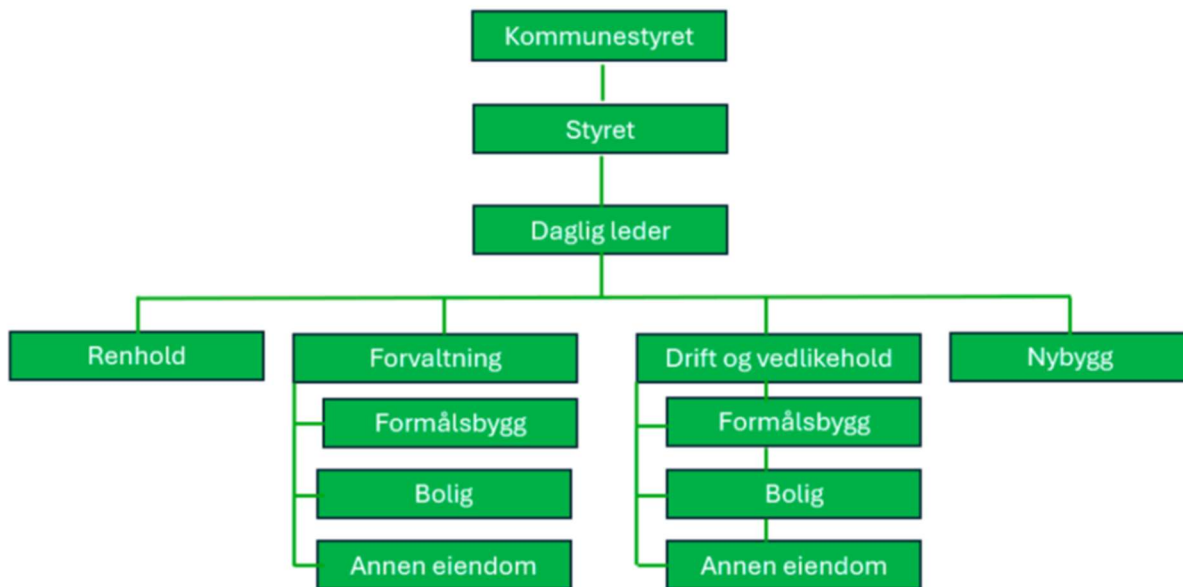 Kommunestyret
Styret
Daglig leder
Renhold
Forvaltning
Drift og vedlikehold
Nybygg
Formålsbygg
Formålsbygg
Bolig
Bolig
Annen eiendom
Annen eiendom